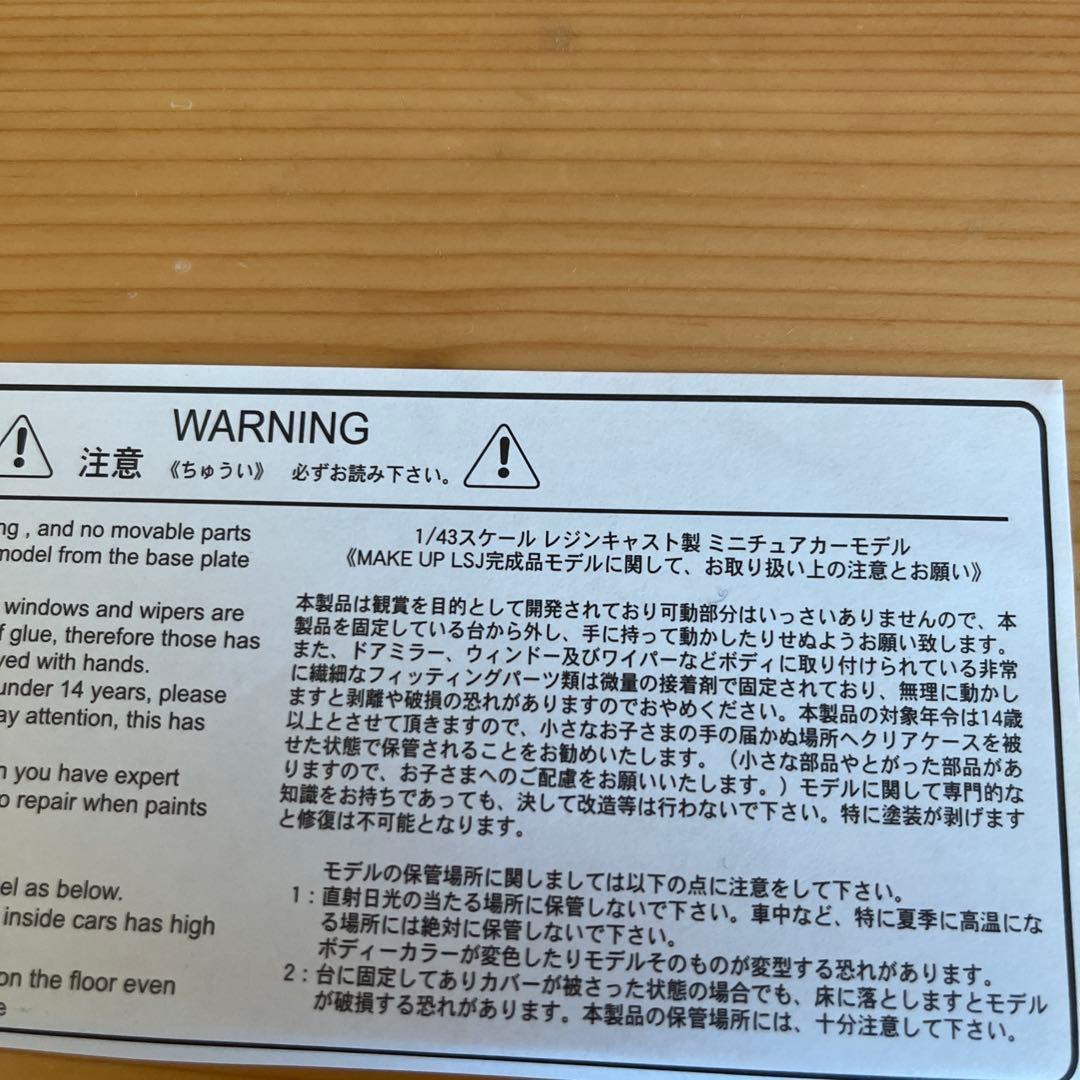 WARNING
注意 《ちゅうい》 必ずお読み下さい。
ng , and no movable parts
model from the base plate
windows and wipers are
f glue, therefore those has
yed with hands.
under 14 years, please
ay attention, this has
n you have expert
o repair when paints
el as below.
inside cars has high
on the floor even
e
1/43スケール レジンキャスト製 ミニチュアカーモデル
《MAKE UP LSJ完成品モデルに関して、お取り扱い上の注意とお願い》
本製品は観賞を目的として開発されており可動部分はいっさいありませんので、本
製品を固定している台から外し、手に持って動かしたりせぬようお願い致します。
また、ドアミラー、ウィンドー及びワイパーなどボディに取り付けられている非常
に繊細なフィッティングパーツ類は微量の接着剤で固定されており、無理に動かし
ますと剥離や破損の恐れがありますのでおやめください。本製品の対象年令は14歳
以上とさせて頂きますので、小さなお子さまの手の届かぬ場所へクリアケースを被
せた状態で保管されることをお勧めいたします。（小さな部品やとがった部品があ
りますので、お子さまへのご配慮をお願いいたします。）モデルに関して専門的な
知識をお持ちであっても、決して改造等は行わないで下さい。特に塗装が剥げます
と修復は不可能となります。
モデルの保管場所に関しましては以下の点に注意をして下さい。
1：直射日光の当たる場所に保管しないで下さい。車中など、特に夏季に高温にな
る場所には絶対に保管しないで下さい。
ボディーカラーが変色したりモデルそのものが変型する恐れがあります。
2：台に固定してありカバーが被さった状態の場合でも、床に落としますとモデル
が破損する恐れがあります。本製品の保管場所には、十分注意して下さい。